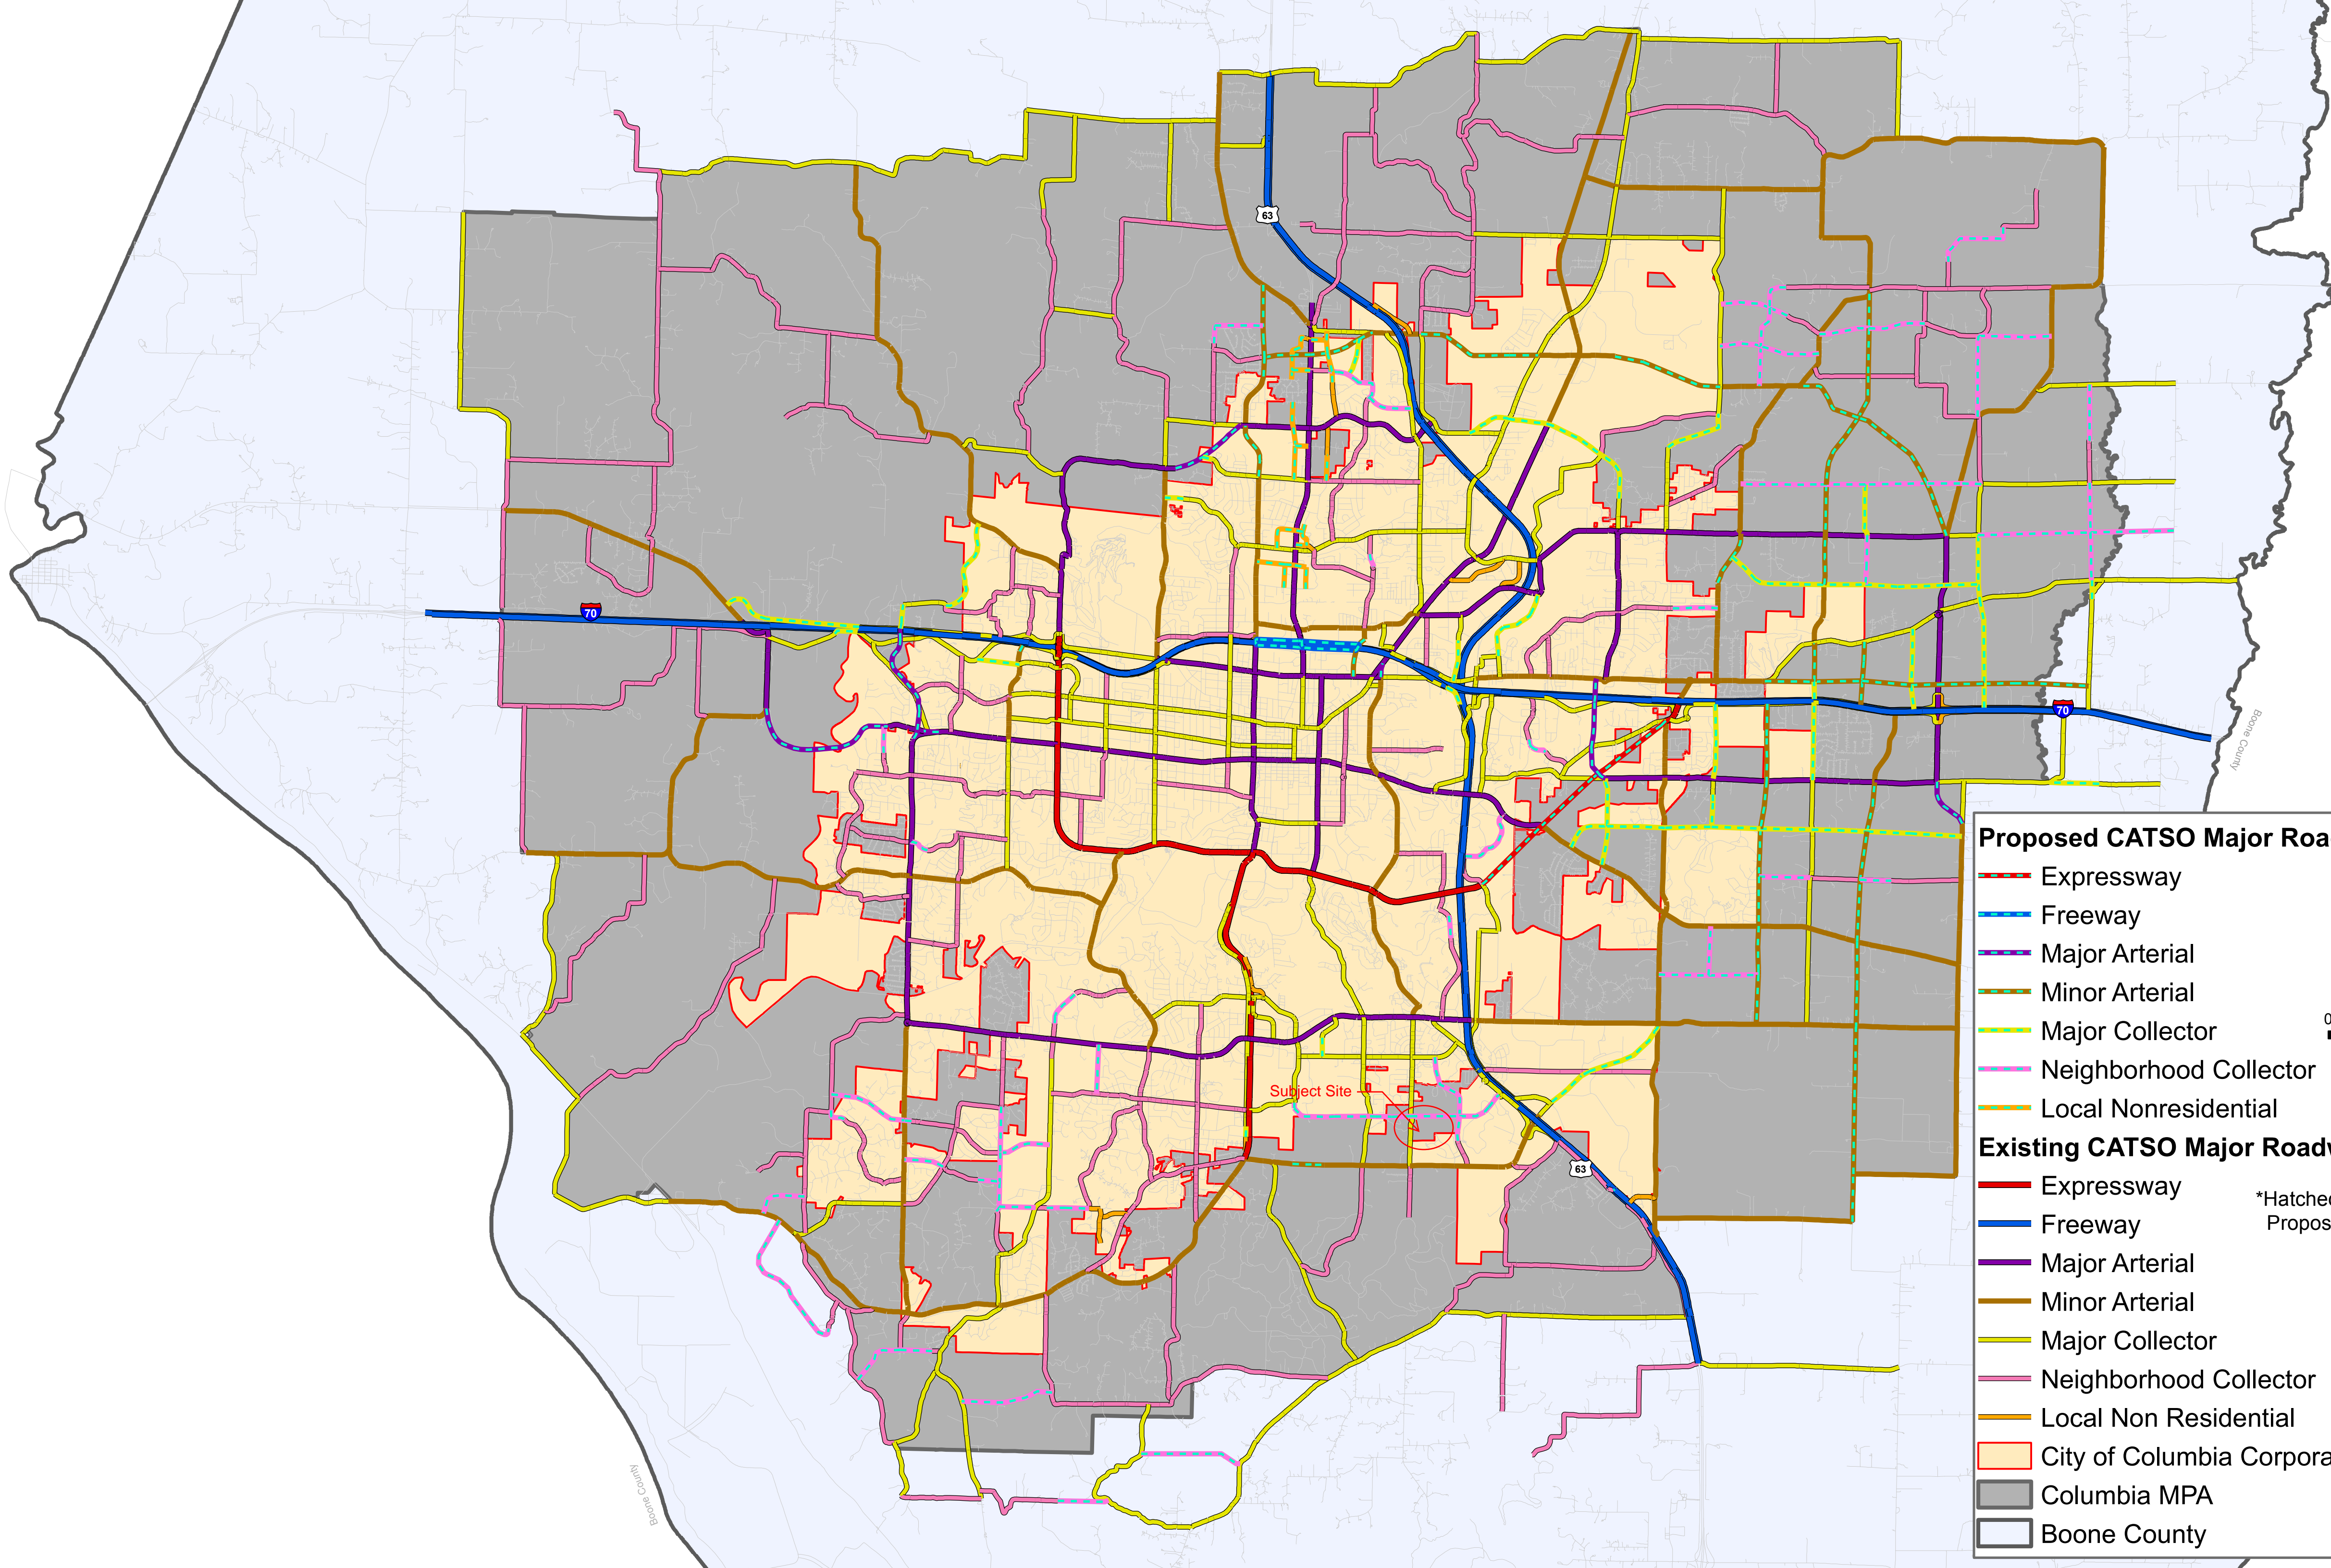 63
70
70
Boone County
Subject Site
63
Boone County
Proposed CATSO Major Roa
Expressway
Freeway
Major Arterial
Minor Arterial
Major Collector
0
Neighborhood Collector
Local Nonresidential
Existing CATSO Major Roadw
Expressway
*Hatched
Freeway
Propos
Major Arterial
Minor Arterial
Major Collector
Neighborhood Collector
Local Non Residential
City of Columbia Corpora
Columbia MPA
Boone County